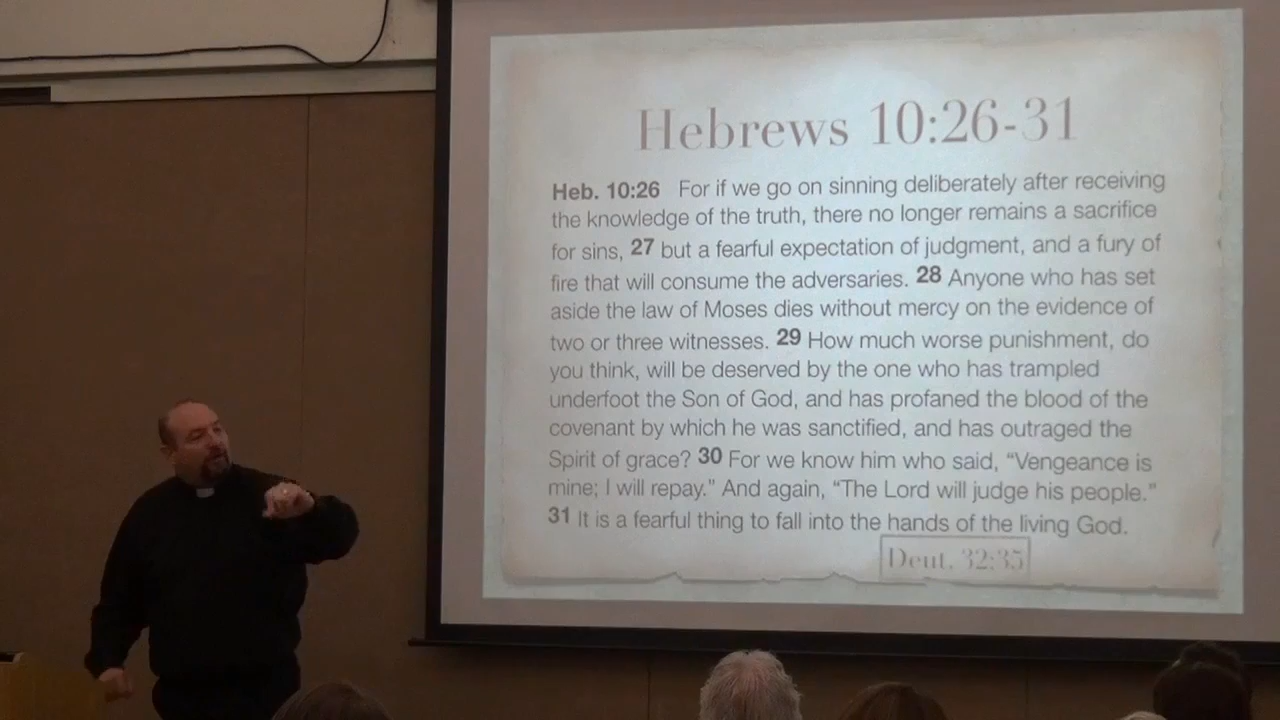 Hebrews 10:26-31
Heb. 10:26 For if we go on sinning deliberately after receiving
the knowledge of the truth, there no longer remains a sacrifice
for sins, 27 but a fearful expectation of judgment, and a fury of
fire that will consume the adversaries. 28 Anyone who has set
aside the law of Moses dies without mercy on the evidence of
two or three witnesses. 29 How much worse punishment, do
you think, will be deserved by the one who has trampled
underfoot the Son of God, and has profaned the blood of the
covenant by which he was sanctified, and has outraged the
Spirit of grace? 30 For we know him who said, “Vengeance is
mine; I will repay.” And again, “The Lord will judge his people.”
31 It is a fearful thing to fall into the hands of the living God.
Deut. 32:35